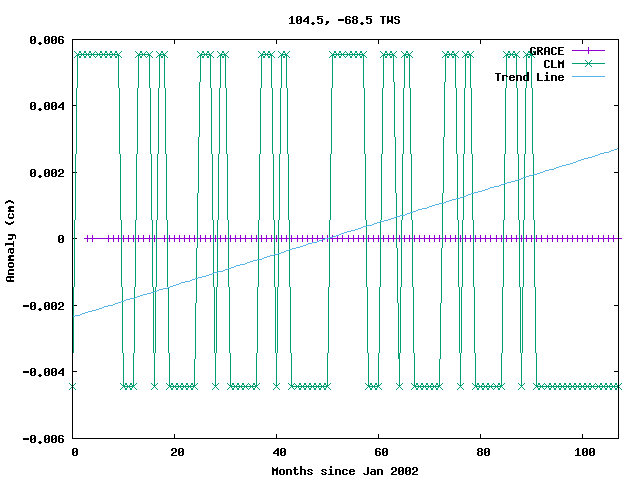 104.5, -68.5 TWS
GRACE
CLM
Trend Line
0.006
0.004
0.002
0
-0.002
-0.004
-0.006
Anomaly (cm)
0 20 40 60 80 100
Months since Jan 2002